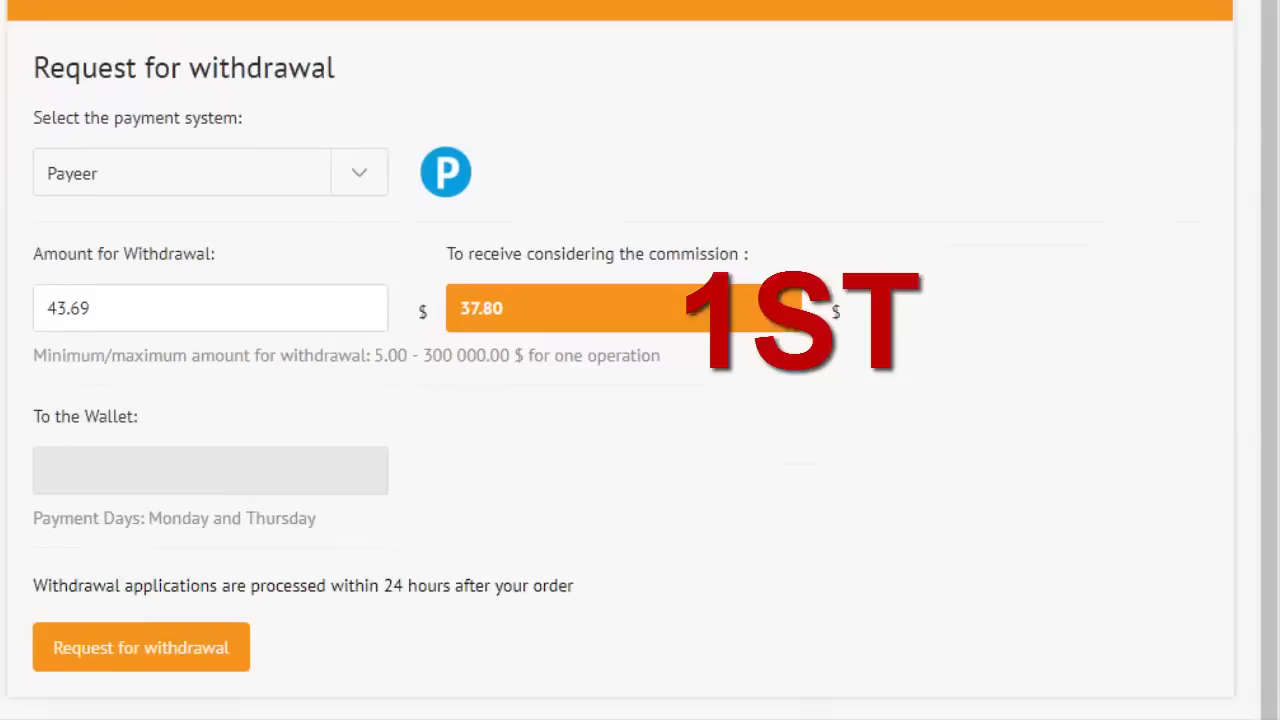 Request for withdrawal
Select the payment system:
Payeer
P
Amount for Withdrawal:
To receive considering the commission :
43.69
$
37.80
1ST
$
Minimum/maximum amount for withdrawal: 5.00 - 300 000.00 $ for one operation
To the Wallet:
Payment Days: Monday and Thursday
Withdrawal applications are processed within 24 hours after your order
Request for withdrawal